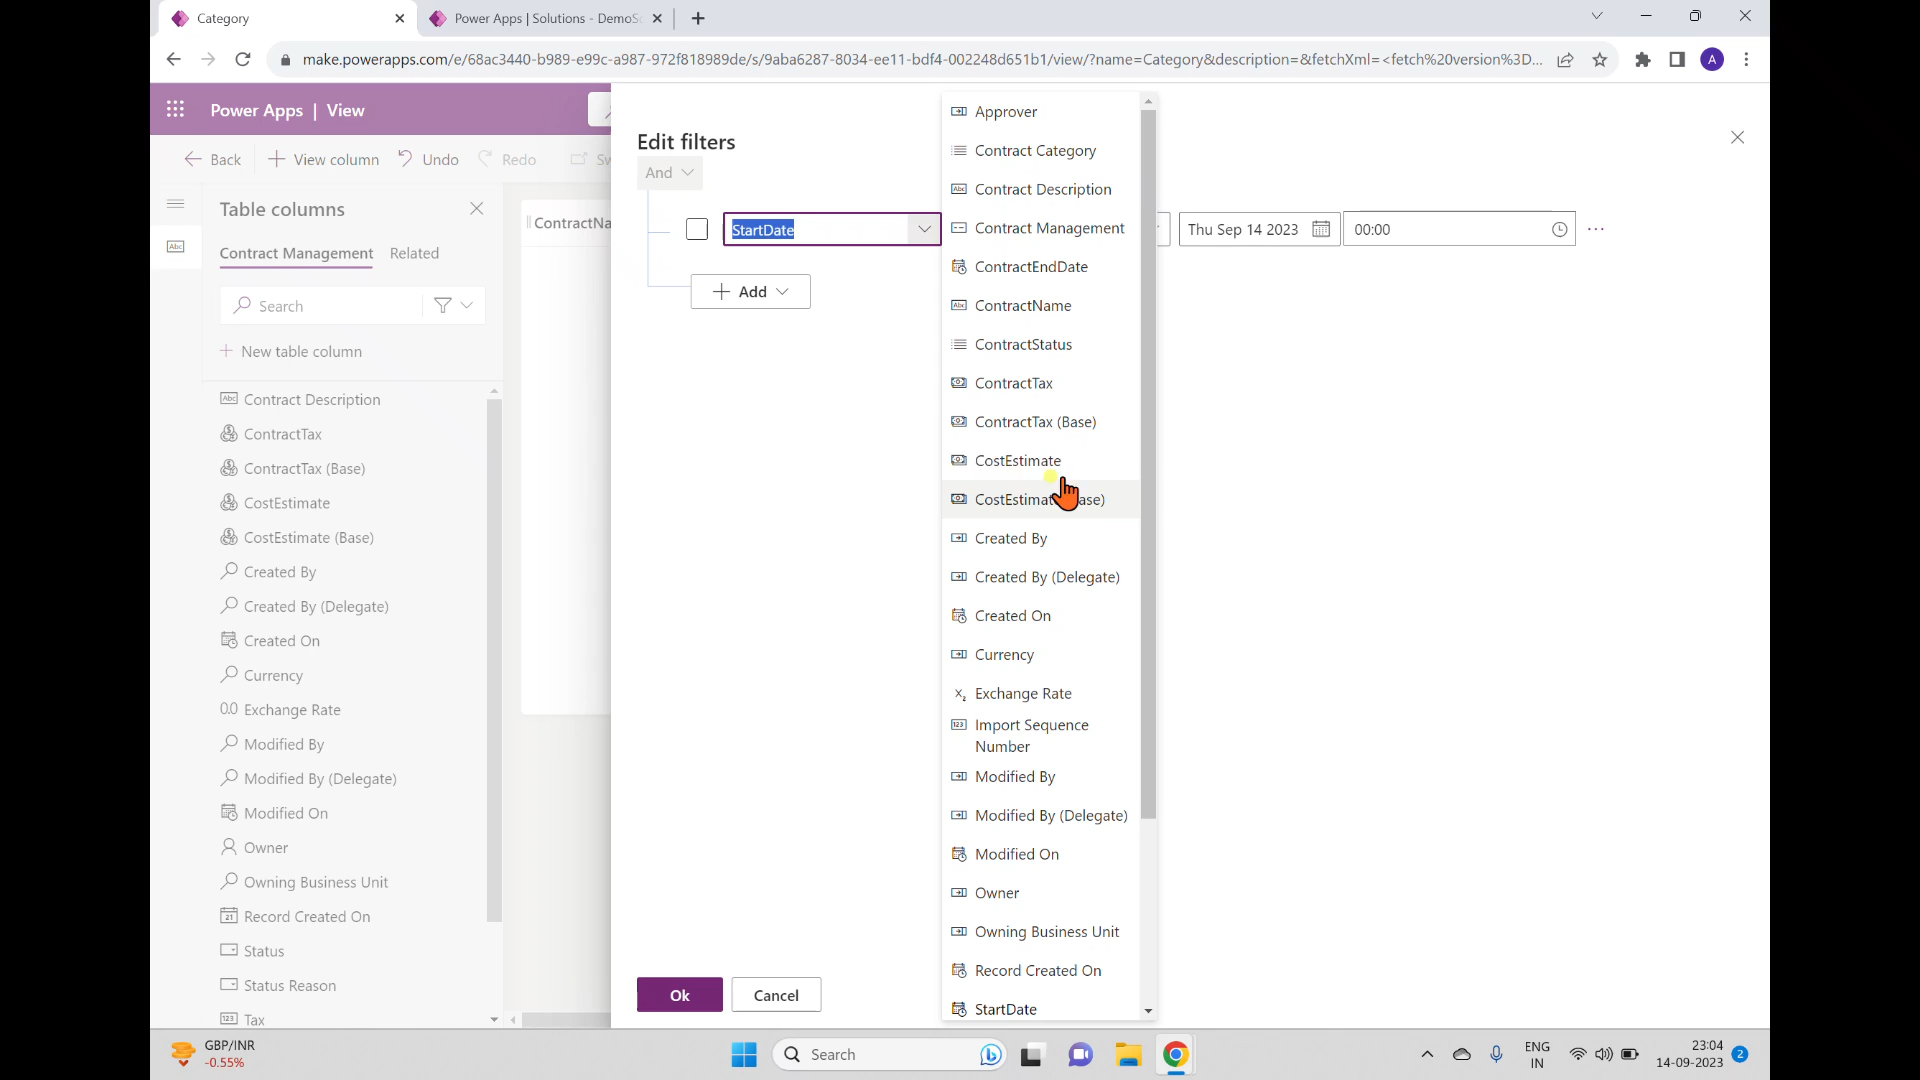 Category
Power Apps | Solutions - DemoSo
make.powerapps.com/e/68ac3440-b989-e99c-a987-972f818989de/s/9aba6287-8034-ee11-bdf4-002248d651b1/view/?name=Category&description=&fetchXml=<fetch%20version%3D...
A
Power Apps | View
Back
View column
Undo
Redo
Table columns
Contract Management
Related
Search
New table column
Contract Description
ContractTax
ContractTax (Base)
CostEstimate
CostEstimate (Base)
Created By
Created By (Delegate)
Created On
Currency
Exchange Rate
Modified By
Modified By (Delegate)
Modified On
Owner
Owning Business Unit
Record Created On
Status
Status Reason
Tax
ContractNa
Edit filters
And
StartDate
Thu Sep 14 2023
00:00
Add
Approver
Contract Category
Contract Description
Contract Management
ContractEndDate
ContractName
ContractStatus
ContractTax
ContractTax (Base)
CostEstimate
Created By
Created By (Delegate)
Created On
Currency
Exchange Rate
Import Sequence
Number
Modified By
Modified By (Delegate)
Modified On
Owner
Owning Business Unit
Record Created On
StartDate
Ok
Cancel
GBP/INR
-0.55%
Search
ENG
IN
23:04
14-09-2023
2